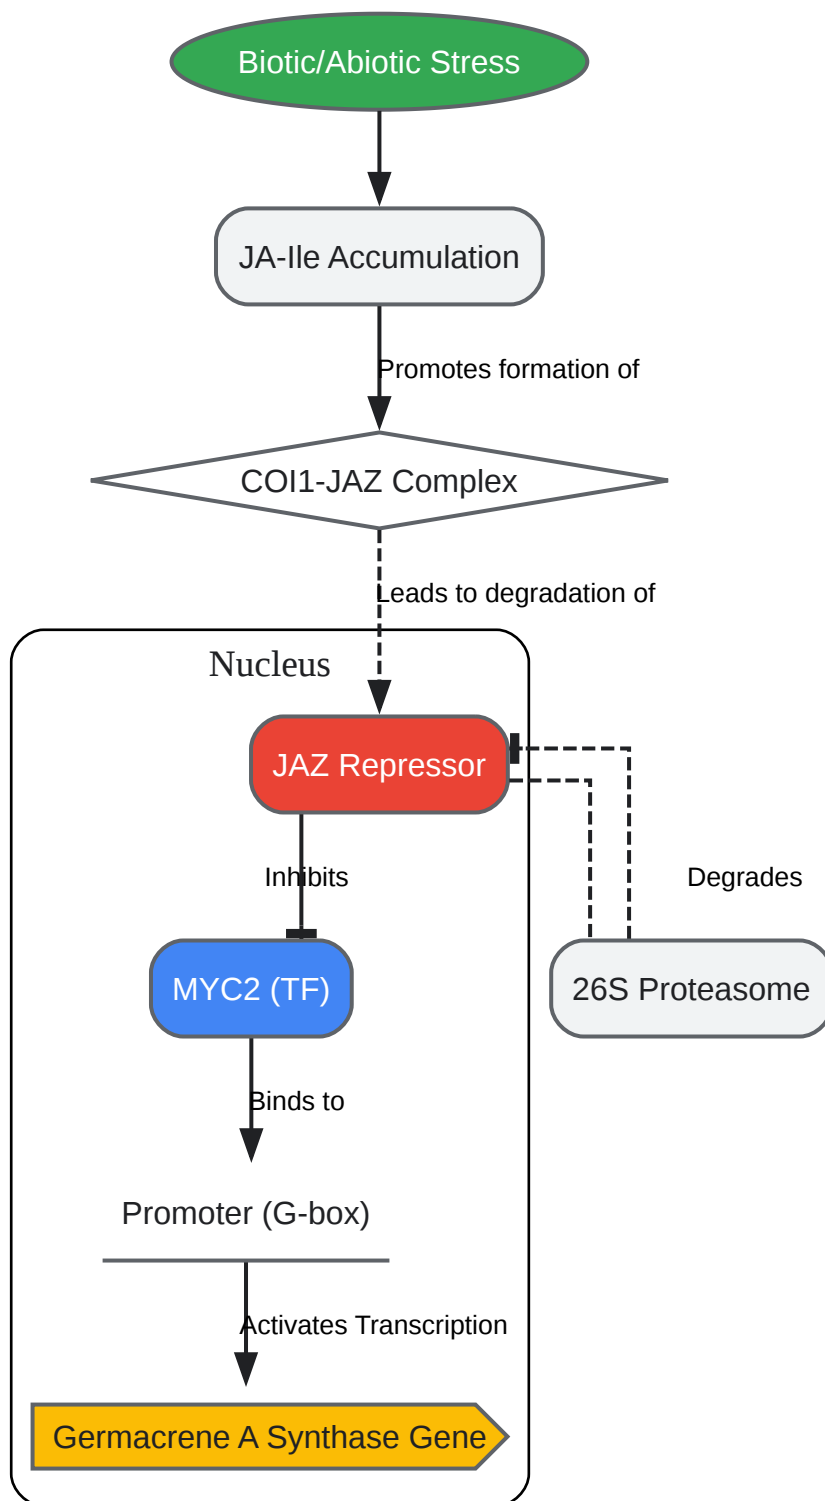 Biotic/Abiotic Stress
JA-Ile Accumulation
Promotes formation of
COI1-JAZ Complex
Leads to degradation of
Nucleus
JAZ Repressor
Inhibits
Degrades
MYC2 (TF)
26S Proteasome
Binds to
Promoter (G-box)
Activates Transcription
Germacrene A Synthase Gene